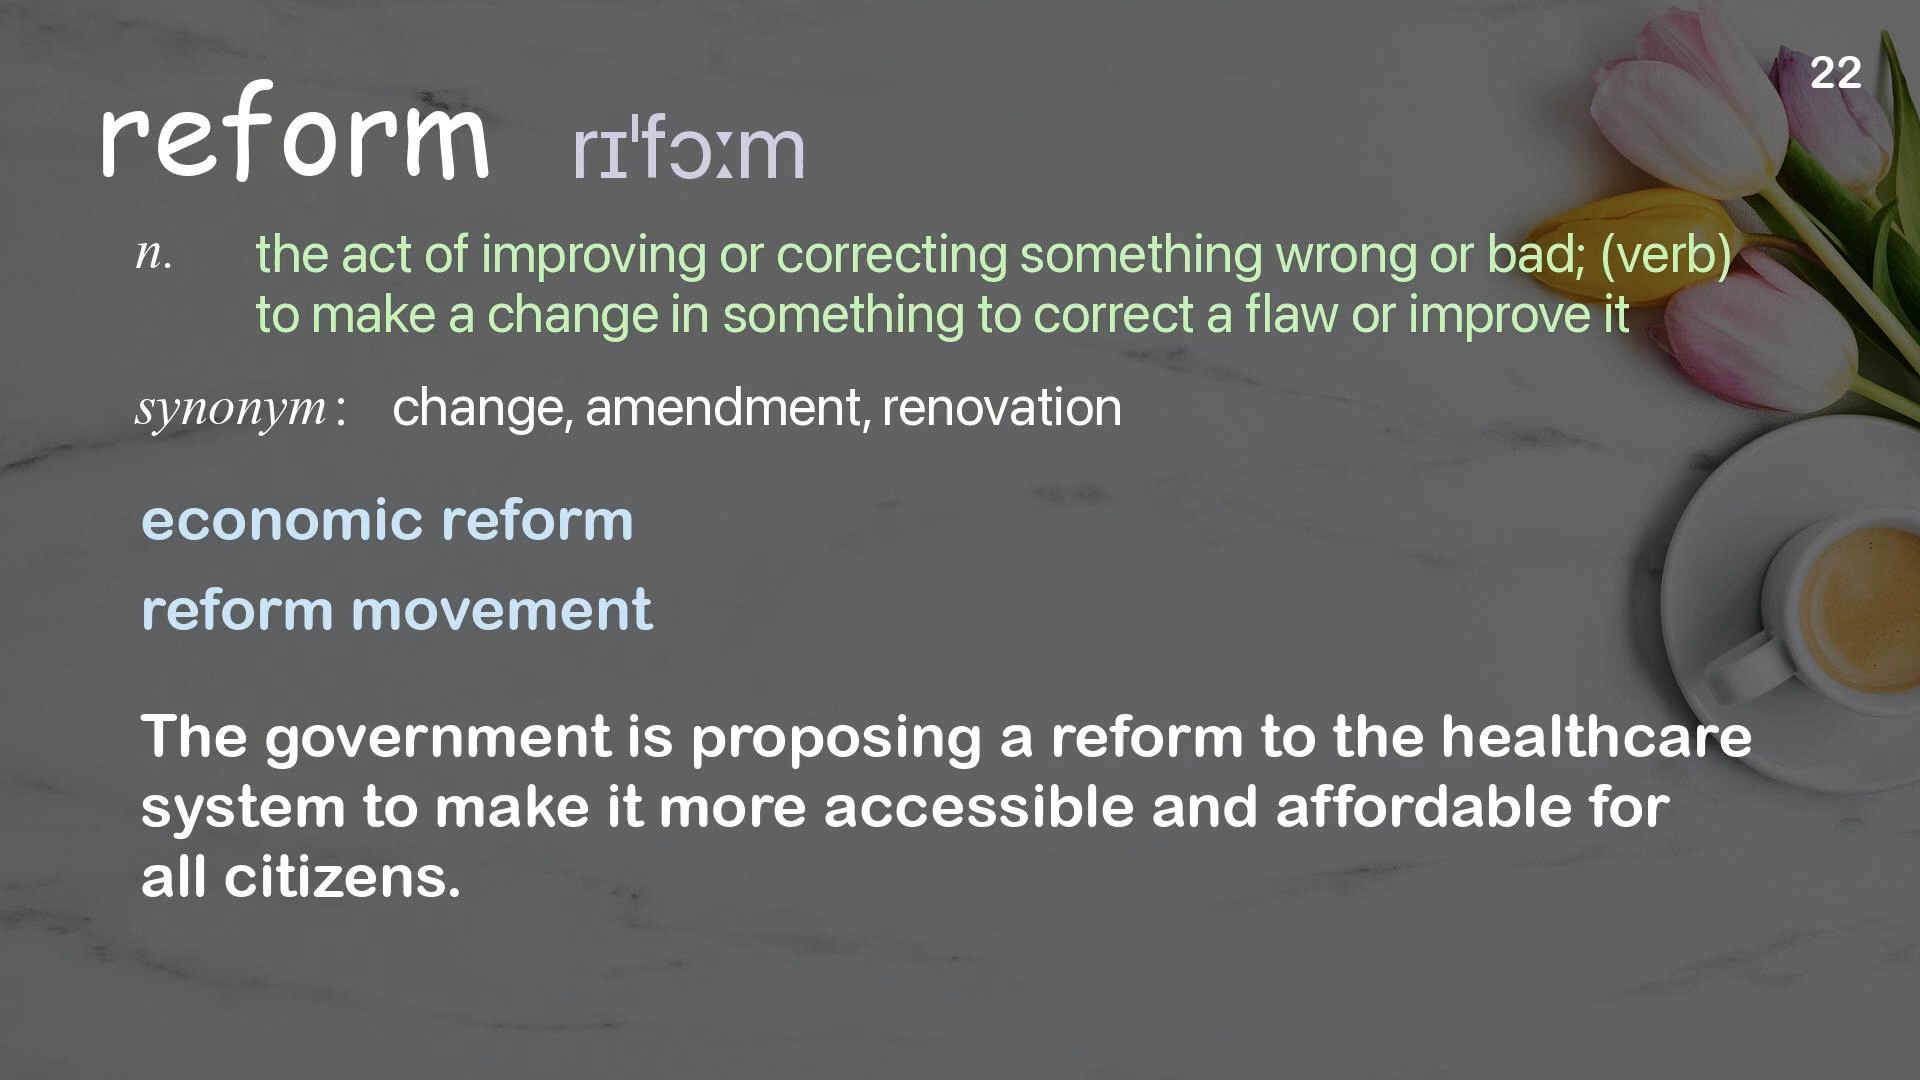 22
reform rɪˈfɔːm
n. the act of improving or correcting something wrong or bad; (verb)
to make a change in something to correct a flaw or improve it
synonym : change, amendment, renovation
economic reform
reform movement
The government is proposing a reform to the healthcare
system to make it more accessible and affordable for
all citizens.